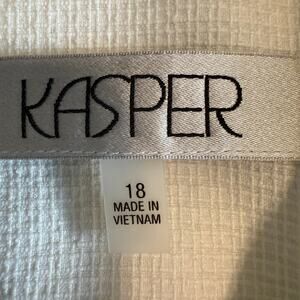 KASPER
18
MADE IN
VIETNAM